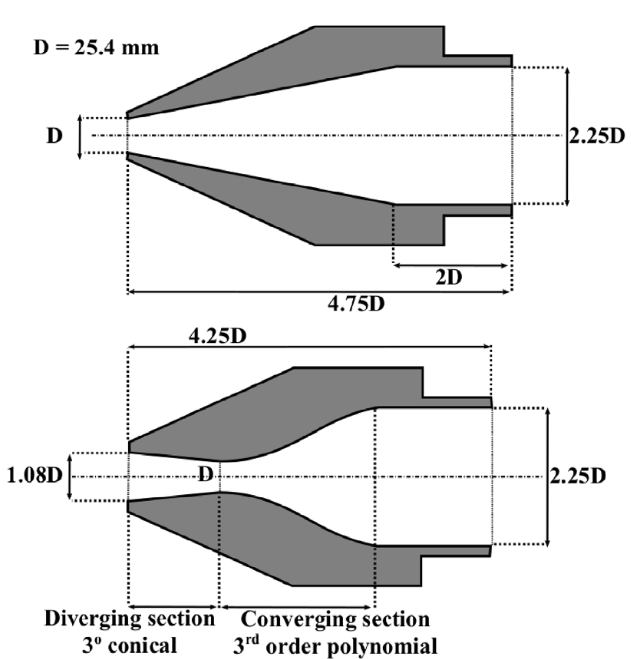 D = 25.4 mm
D
2.25D
2D
4.75D
4.25D
1.08D
D
2.25D
Diverging section
3º conical
Converging section
3rd order polynomial